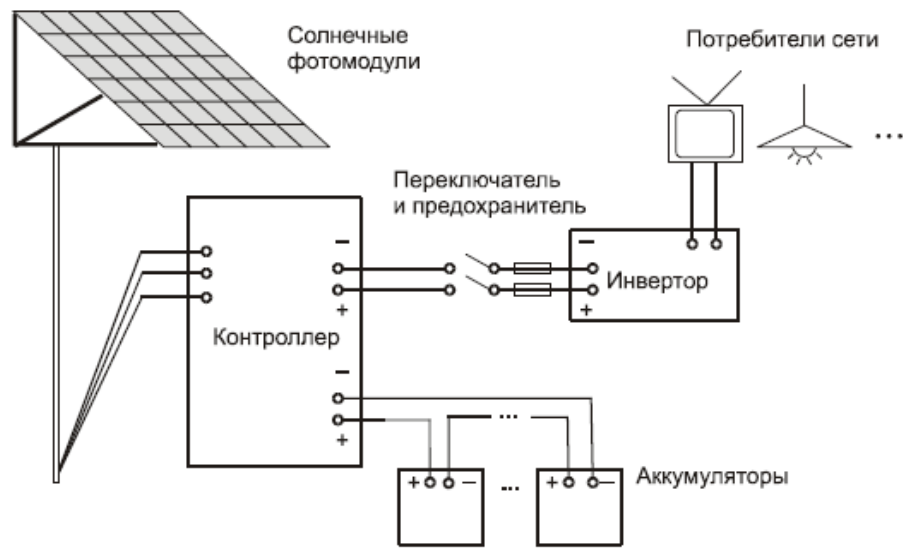 Солнечные
фотомодули
Потребители сети
...
Переключатель
и предохранитель
−
+
Контроллер
−
+
−
+
Инвертор
...
+ −
...
+ −
Аккумуляторы